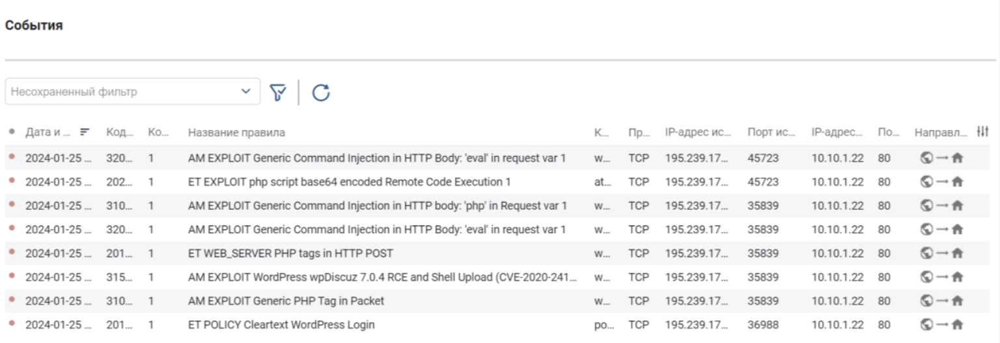 События
Несохраненный фильтр
Дата и ... Код... Ко... Название правила К... Пр... IP-адрес ис... Порт ис... IP-адрес... По... Направл...
2024-01-25 ... 320... 1 AM EXPLOIT Generic Command Injection in HTTP Body: 'eval' in request var 1 w... TCP 195.239.17... 45723 10.10.1.22 80
2024-01-25 ... 202... 1 ET EXPLOIT php script base64 encoded Remote Code Execution 1 at... TCP 195.239.17... 45723 10.10.1.22 80
2024-01-25 ... 310... 1 AM EXPLOIT Generic Command Injection in HTTP body: 'php' in Request var 1 w... TCP 195.239.17... 35839 10.10.1.22 80
2024-01-25 ... 320... 1 AM EXPLOIT Generic Command Injection in HTTP Body: 'eval' in request var 1 w... TCP 195.239.17... 35839 10.10.1.22 80
2024-01-25 ... 201... 1 ET WEB_SERVER PHP tags in HTTP POST w... TCP 195.239.17... 35839 10.10.1.22 80
2024-01-25 ... 315... 1 AM EXPLOIT WordPress wpDiscuz 7.0.4 RCE and Shell Upload (CVE-2020-241... w... TCP 195.239.17... 35839 10.10.1.22 80
2024-01-25 ... 310... 1 AM EXPLOIT Generic PHP Tag in Packet w... TCP 195.239.17... 35839 10.10.1.22 80
2024-01-25 ... 201... 1 ET POLICY Cleartext WordPress Login po... TCP 195.239.17... 36988 10.10.1.22 80